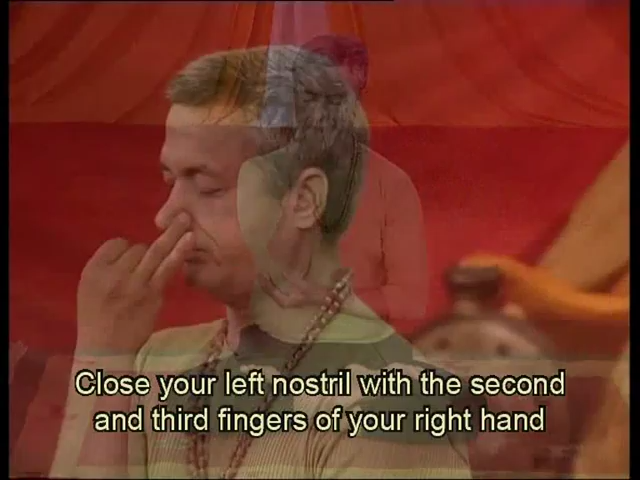 Close your left nostril with the second
and third fingers of your right hand